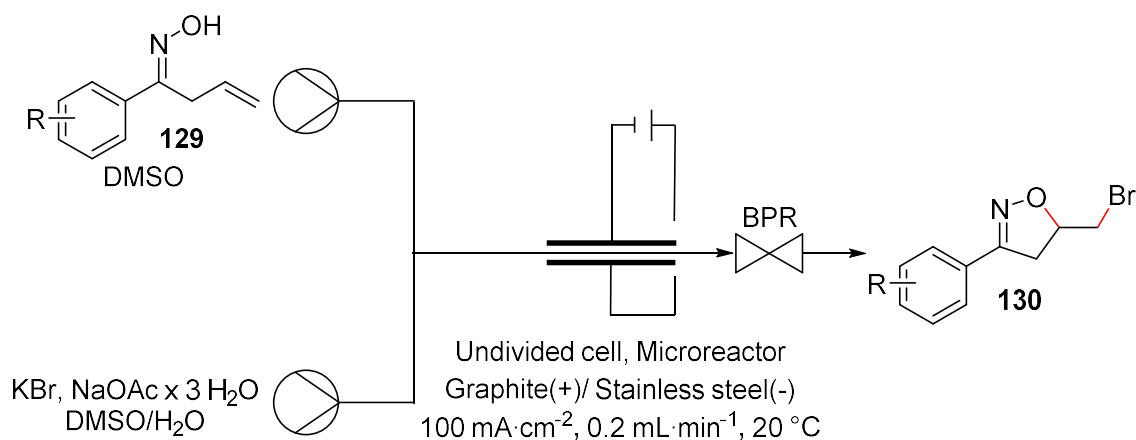 N
OH
R
129
DMSO
BPR
N
O
Br
R
130
KBr, NaOAc x 3 H₂O
DMSO/H₂O
Undivided cell, Microreactor
Graphite(+)/ Stainless steel(-)
100 mA·cm⁻², 0.2 mL·min⁻¹, 20 °C